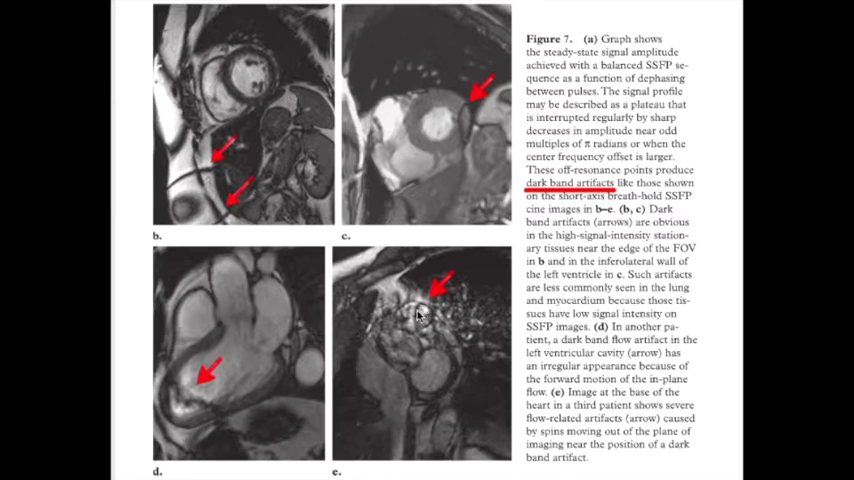 b.
c.
d.
e.
Figure 7. (a) Graph shows
the steady-state signal amplitude
achieved with a balanced SSFP se-
quence as a function of dephasing
between pulses. The signal profile
may be described as a plateau that
is interrupted regularly by sharp
decreases in amplitude near odd
multiples of π radians or when the
center frequency offset is larger.
These off-resonance points produce
dark band artifacts like those shown
on the short-axis breath-hold SSFP
cine images in b–e. (b, c) Dark
band artifacts (arrows) are obvious
in the high-signal-intensity station-
ary tissues near the edge of the FOV
in b and in the inferolateral wall of
the left ventricle in c. Such artifacts
are less commonly seen in the lung
and myocardium because those tis-
sues have low signal intensity on
SSFP images. (d) In another pa-
tient, a dark band flow artifact in the
left ventricular cavity (arrow) has
an irregular appearance because of
the forward motion of the in-plane
flow. (e) Image at the base of the
heart in a third patient shows severe
flow-related artifacts (arrow) caused
by spins moving out of the plane of
imaging near the position of a dark
band artifact.